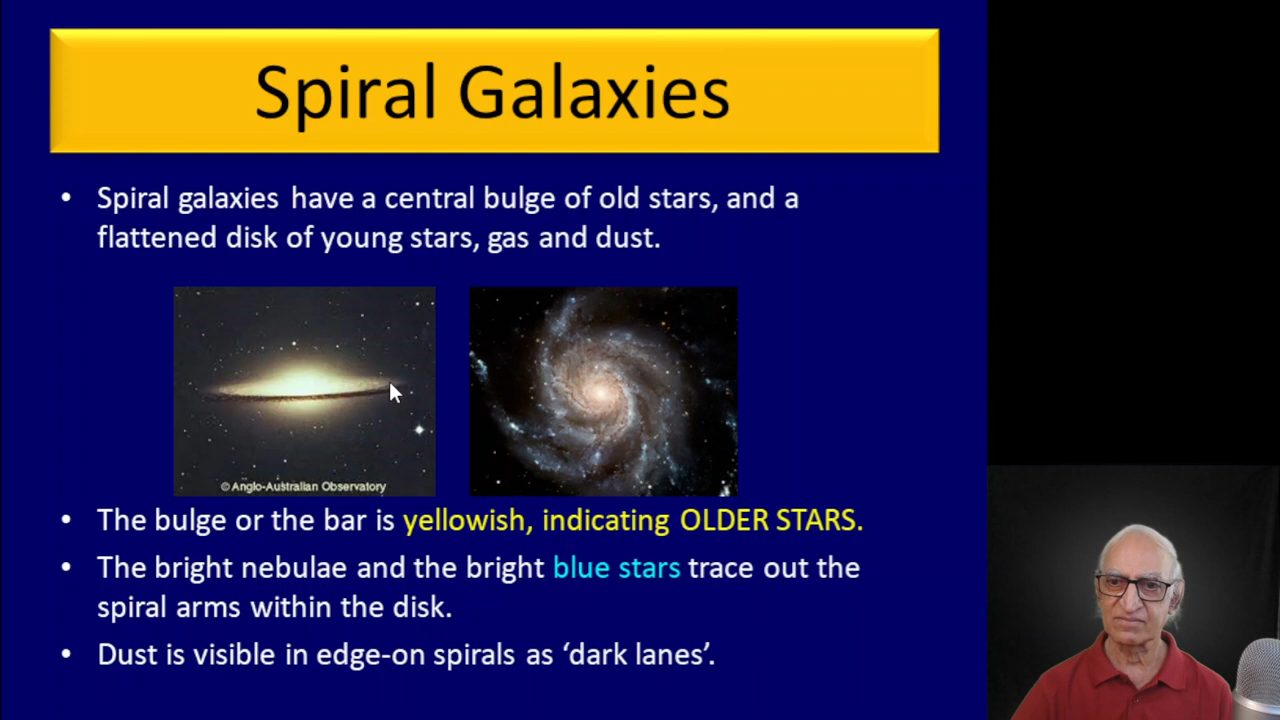 Spiral Galaxies
• Spiral galaxies have a central bulge of old stars, and a
flattened disk of young stars, gas and dust.
© Anglo-Australian Observatory
• The bulge or the bar is yellowish, indicating OLDER STARS.
• The bright nebulae and the bright blue stars trace out the
spiral arms within the disk.
• Dust is visible in edge-on spirals as ‘dark lanes’.